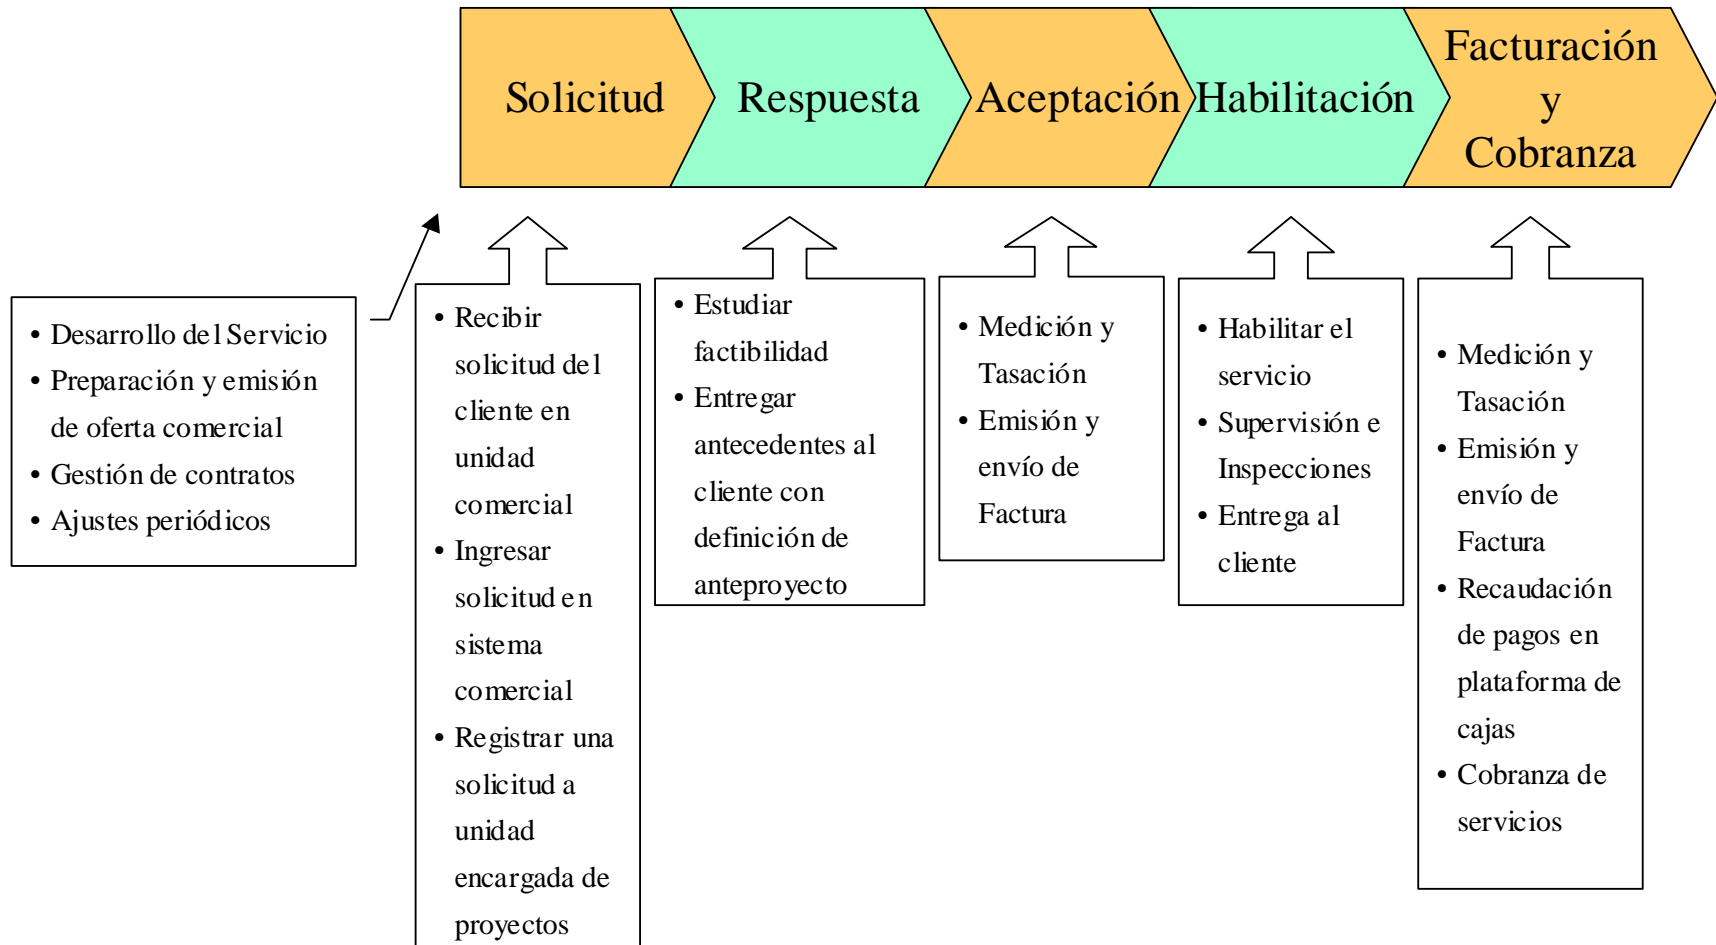 Solicitud
Respuesta
Aceptación
Habilitación
Facturación
y
Cobranza
• Desarrollo del Servicio
• Preparación y emisión
de oferta comercial
• Gestión de contratos
• Ajustes periódicos
• Recibir
solicitud del
cliente en
unidad
comercial
• Ingresar
solicitud en
sistema
comercial
• Registrar una
solicitud a
unidad
encargada de
proyectos
• Estudiar
factibilidad
• Entregar
antecedentes al
cliente con
definición de
anteproyecto
• Medición y
Tasación
• Emisión y
envío de
Factura
• Habilitar el
servicio
• Supervisión e
Inspecciones
• Entrega al
cliente
• Medición y
Tasación
• Emisión y
envío de
Factura
• Recaudación
de pagos en
plataforma de
cajas
• Cobranza de
servicios